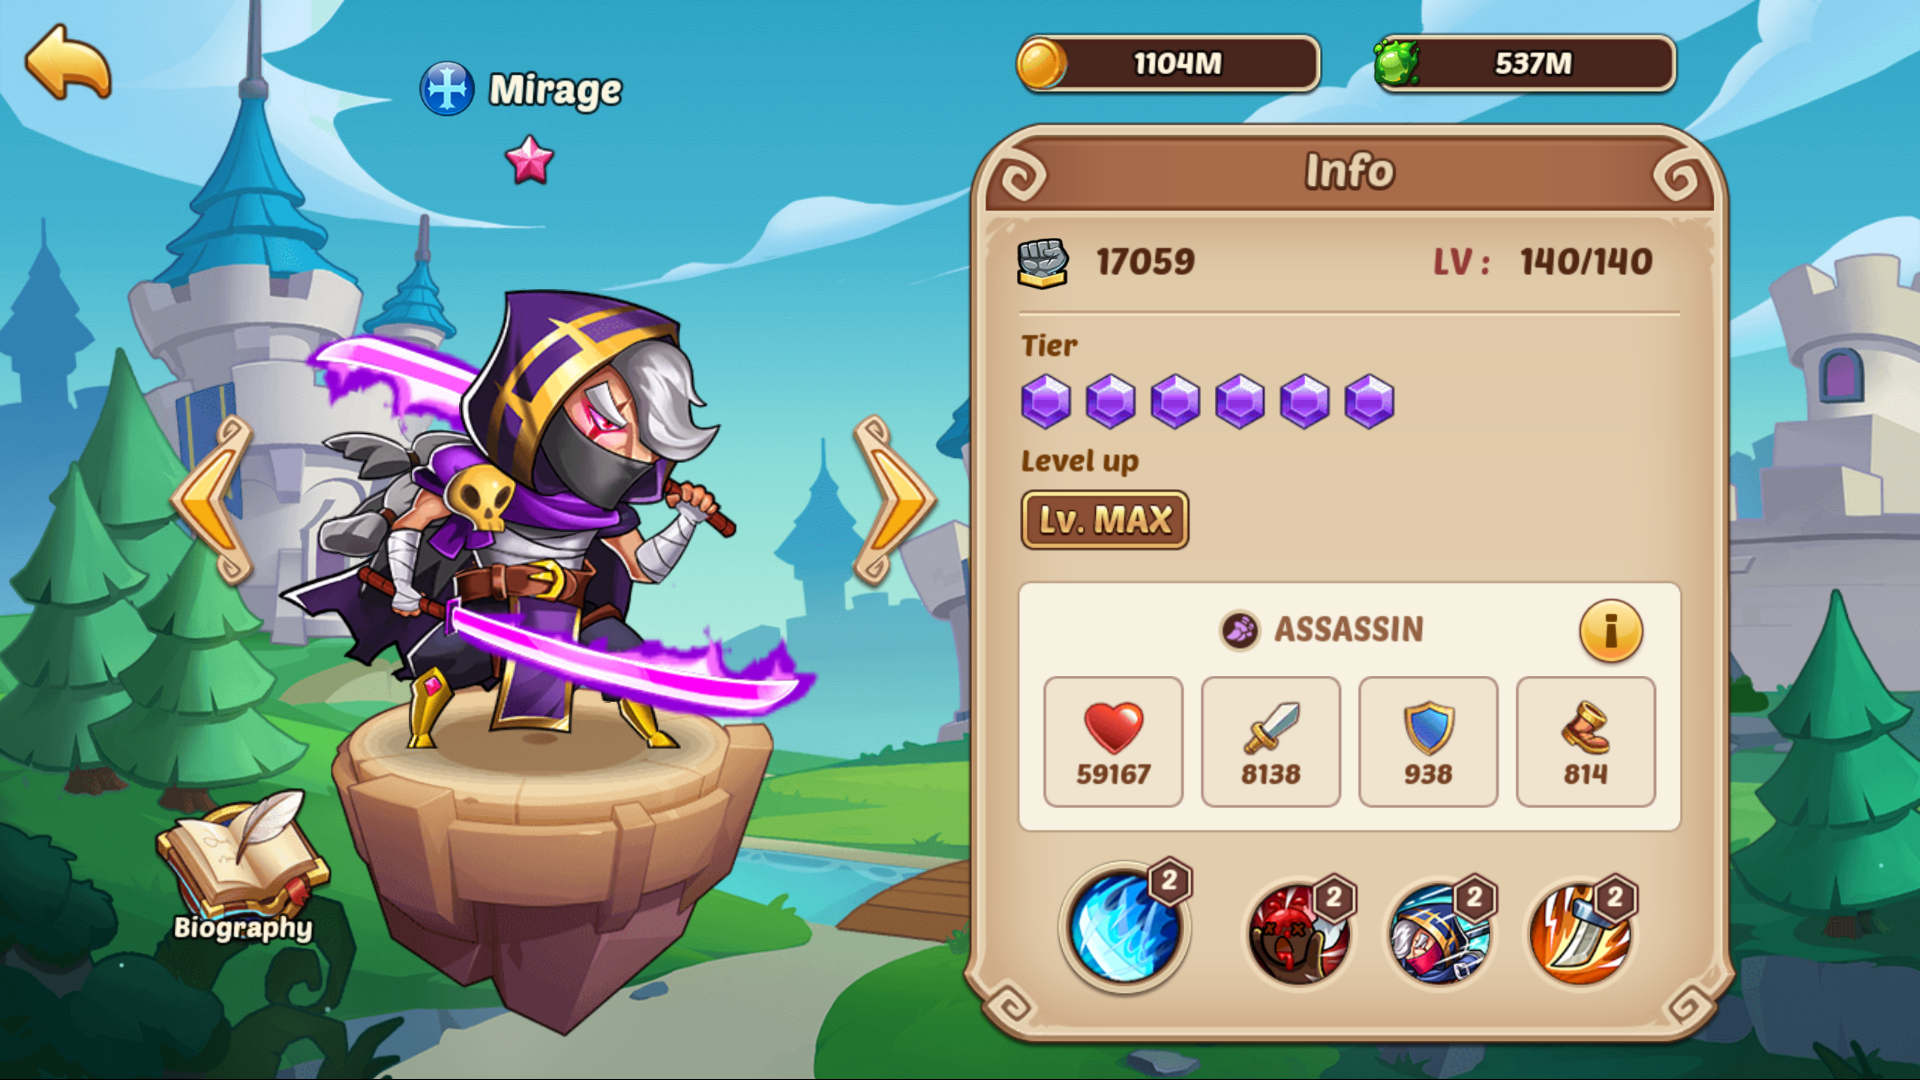 Mirage
1104M
537M
Info
17059
LV : 140/140
Tier
Level up
Lv. MAX
ASSASSIN
59167
8138
938
814
2
2
2
2
Biography